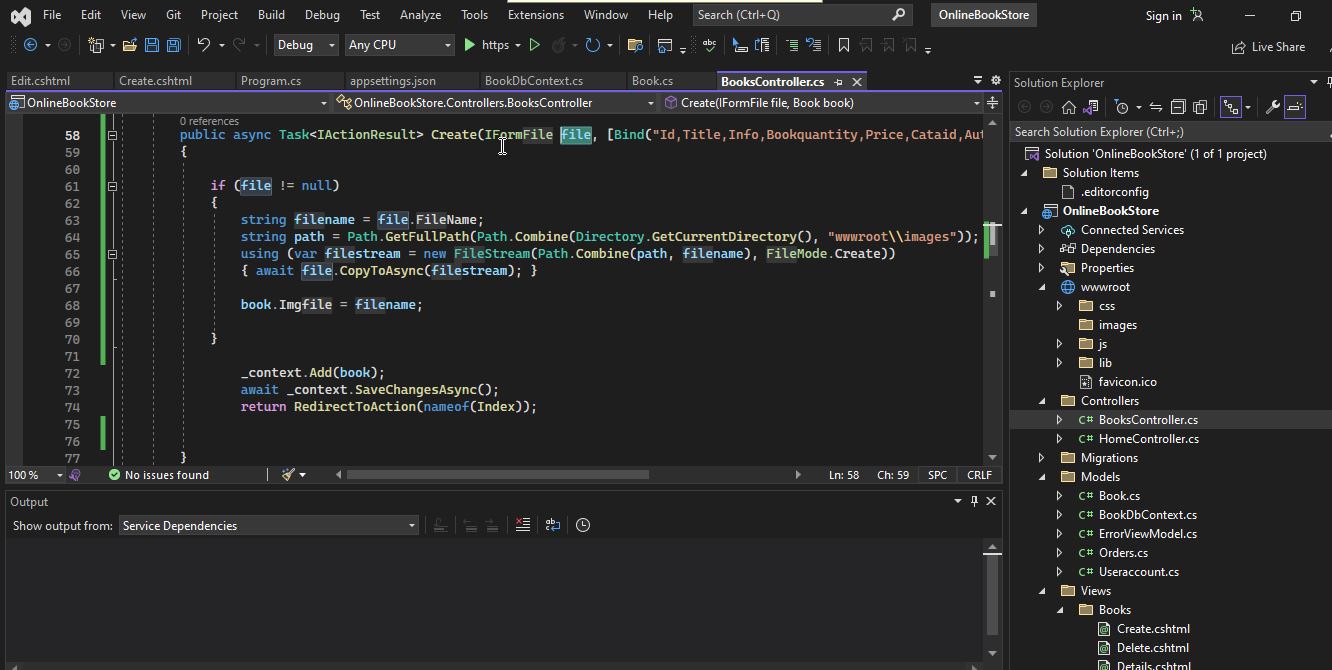 File Edit View Git Project Build Debug Test Analyze Tools Extensions Window Help Search (Ctrl+Q) OnlineBookStore Sign in
Debug Any CPU https Live Share
Edit.cshtml Create.cshtml Program.cs appsettings.json BookDbContext.cs Book.cs BooksController.cs
OnlineBookStore OnlineBookStore.Controllers.BooksController Create(IFormFile file, Book book)
0 references
58 public async Task<IActionResult> Create(IFormFile file, [Bind("Id,Title,Info,Bookquantity,Price,Cataid,Aut
59 {
60
61 if (file != null)
62 {
63 string filename = file.FileName;
64 string path = Path.GetFullPath(Path.Combine(Directory.GetCurrentDirectory(), "wwwroot\\images"));
65 using (var filestream = new FileStream(Path.Combine(path, filename), FileMode.Create))
66 { await file.CopyToAsync(filestream); }
67
68 book.Imgfile = filename;
69
70 }
71
72 _context.Add(book);
73 await _context.SaveChangesAsync();
74 return RedirectToAction(nameof(Index));
75
76
77 }
100 % No issues found Ln: 58 Ch: 59 SPC CRLF
Output
Show output from: Service Dependencies
Solution Explorer
Search Solution Explorer (Ctrl+;)
Solution 'OnlineBookStore' (1 of 1 project)
Solution Items
.editorconfig
OnlineBookStore
Connected Services
Dependencies
Properties
wwwroot
css
images
js
lib
favicon.ico
Controllers
C# BooksController.cs
C# HomeController.cs
Migrations
Models
C# Book.cs
C# BookDbContext.cs
C# ErrorViewModel.cs
C# Orders.cs
C# Useraccount.cs
Views
Books
Create.cshtml
Delete.cshtml
Details.cshtml